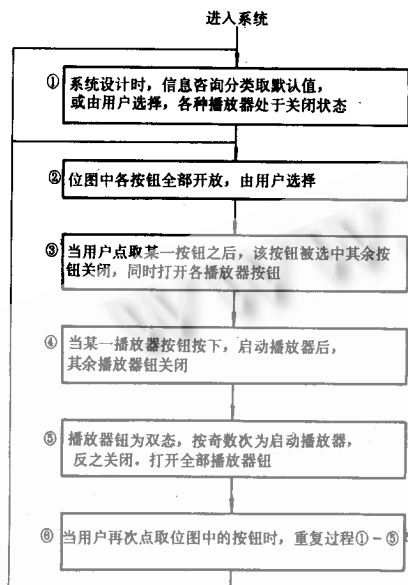 进入系统
① 系统设计时，信息咨询分类取默认值，
或由用户选择，各种播放器处于关闭状态
② 位图中各按钮全部开放，由用户选择
③ 当用户点取某一按钮之后，该按钮被选中其余按
钮关闭，同时打开各播放器按钮
④ 当某一播放器按钮按下，启动播放器后，
其余播放器钮关闭
⑤ 播放器钮为双态，按奇数次为启动播放器，
反之关闭．打开全部播放器钮
⑥ 当用户再次点取位图中的按钮时，重复过程①－⑤